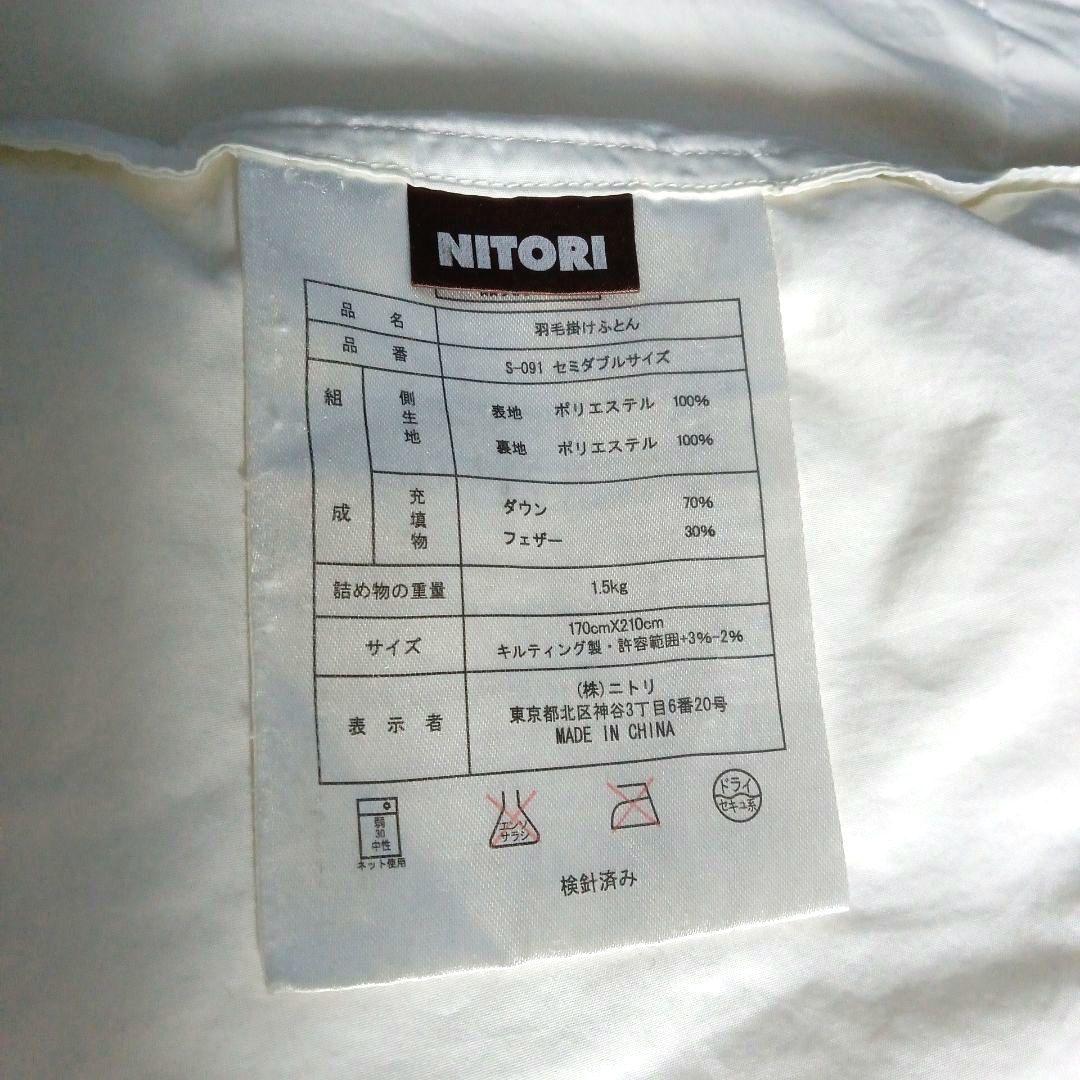 NITORI
品 名 羽毛掛けふとん
品 番 S-091 セミダブルサイズ
組成 側生地 表地 ポリエステル 100%
裏地 ポリエステル 100%
充填物 ダウン 70%
フェザー 30%
詰め物の重量 1.5kg
サイズ 170cmX210cm
キルティング製・許容範囲+3%-2%
表 示 者 (株)ニトリ
東京都北区神谷3丁目6番20号
MADE IN CHINA
弱
30
中性
ネット使用
エンソ
サラシ
ドライ
セキユ系
検針済み